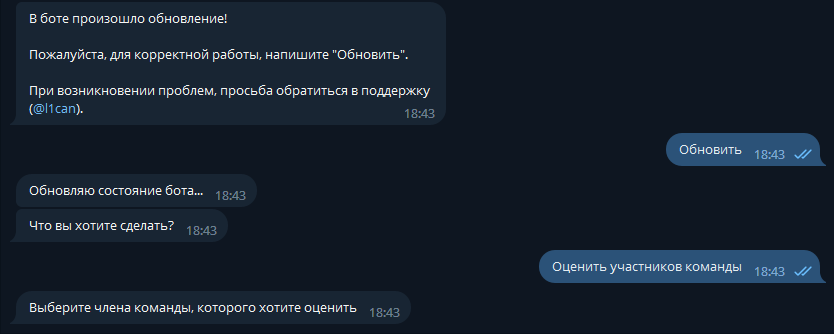 В боте произошло обновление!
Пожалуйста, для корректной работы, напишите "Обновить".
При возникновении проблем, просьба обратиться в поддержку
(@l1can).
18:43
Обновить 18:43
Обновляю состояние бота... 18:43
Что вы хотите сделать? 18:43
Оценить участников команды 18:43
Выберите члена команды, которого хотите оценить 18:43